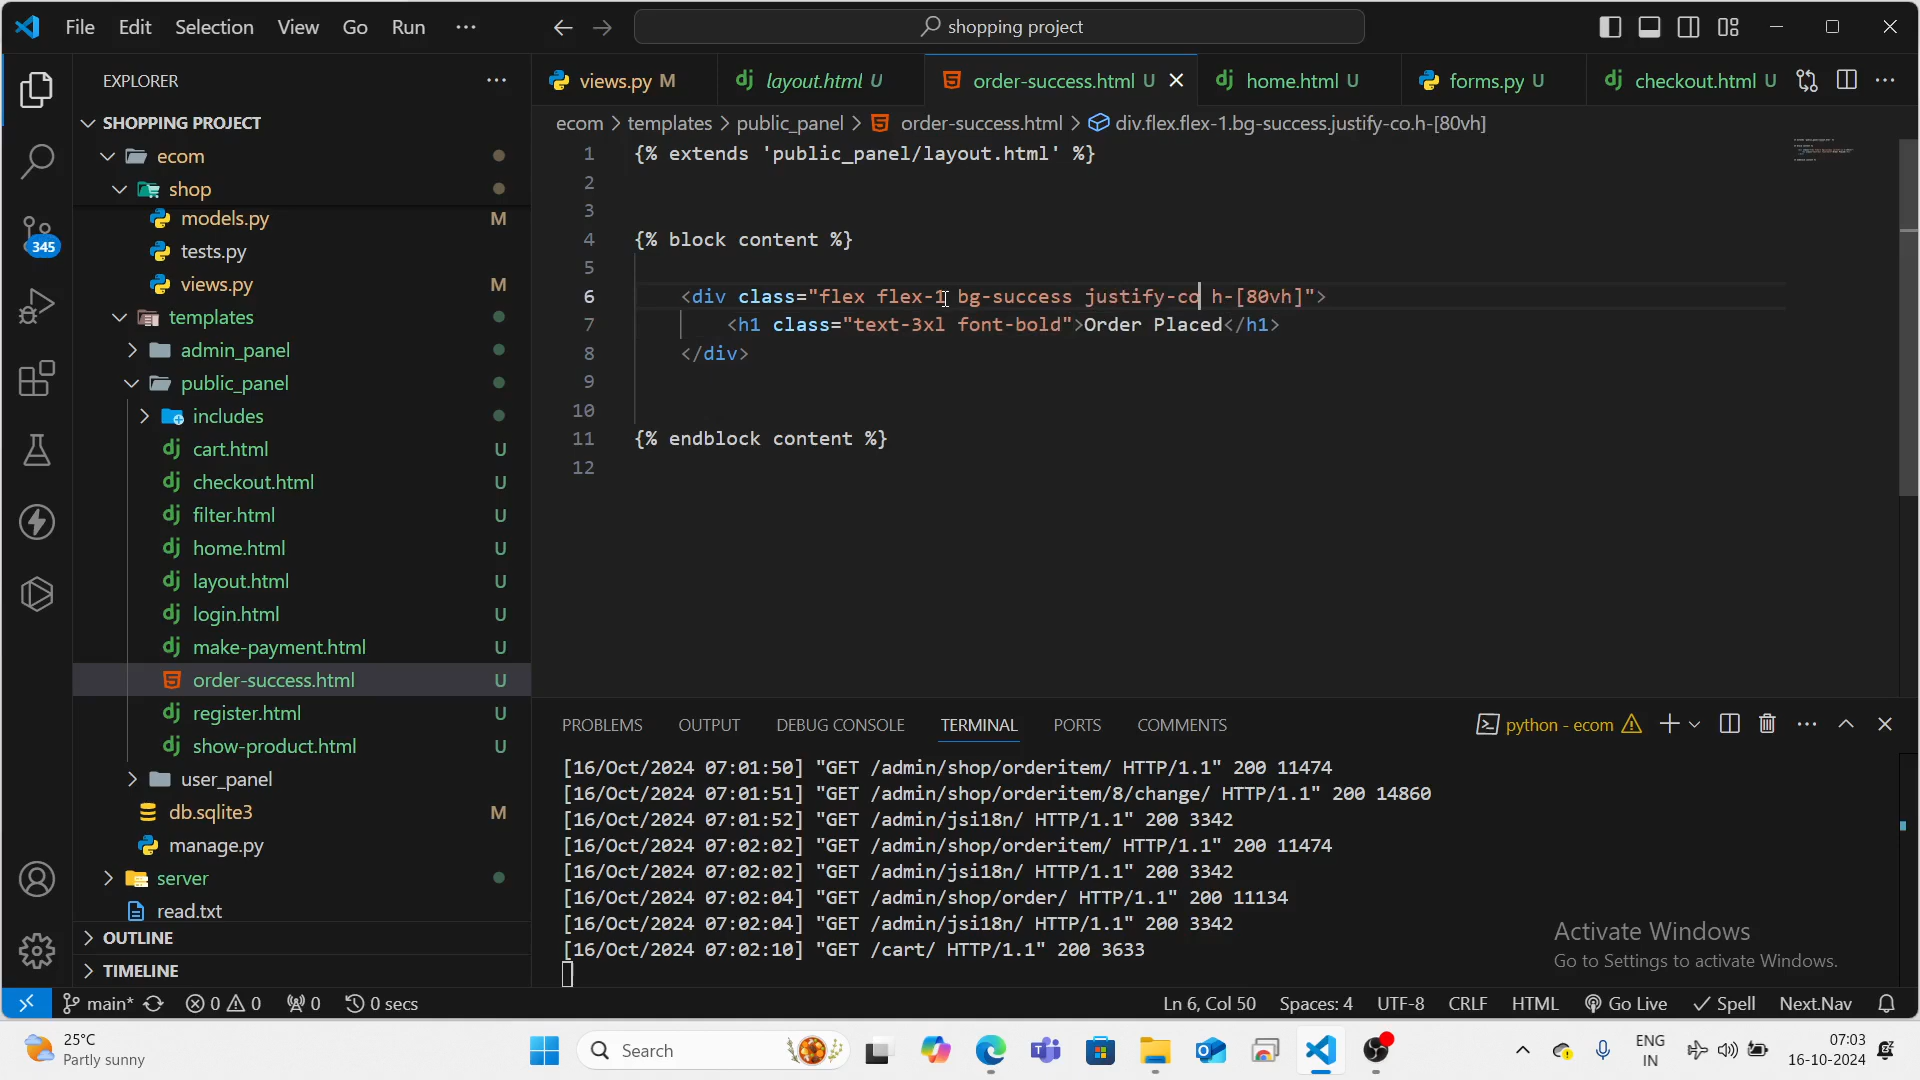 File Edit Selection View Go Run ··· shopping project
EXPLORER ···
views.py M layout.html U order-success.html U home.html U forms.py U checkout.html U ···
SHOPPING PROJECT
ecom > templates > public_panel > order-success.html > div.flex.flex-1.bg-success.justify-co.h-[80vh]
ecom
shop
models.py M
tests.py
views.py M
templates
admin_panel
public_panel
includes
cart.html U
checkout.html U
filter.html U
home.html U
layout.html U
login.html U
make-payment.html U
order-success.html U
register.html U
show-product.html U
user_panel
db.sqlite3 M
manage.py
server
read.txt
OUTLINE
TIMELINE
345
1 {% extends 'public_panel/layout.html' %}
2
3
4 {% block content %}
5
6 <div class="flex flex-1 bg-success justify-co h-[80vh]">
7 <h1 class="text-3xl font-bold">Order Placed</h1>
8 </div>
9
10
11 {% endblock content %}
12
PROBLEMS OUTPUT DEBUG CONSOLE TERMINAL PORTS COMMENTS python - ecom ···
[16/Oct/2024 07:01:50] "GET /admin/shop/orderitem/ HTTP/1.1" 200 11474
[16/Oct/2024 07:01:51] "GET /admin/shop/orderitem/8/change/ HTTP/1.1" 200 14860
[16/Oct/2024 07:01:52] "GET /admin/jsi18n/ HTTP/1.1" 200 3342
[16/Oct/2024 07:02:02] "GET /admin/shop/orderitem/ HTTP/1.1" 200 11474
[16/Oct/2024 07:02:02] "GET /admin/jsi18n/ HTTP/1.1" 200 3342
[16/Oct/2024 07:02:04] "GET /admin/shop/order/ HTTP/1.1" 200 11134
[16/Oct/2024 07:02:04] "GET /admin/jsi18n/ HTTP/1.1" 200 3342
[16/Oct/2024 07:02:10] "GET /cart/ HTTP/1.1" 200 3633
Activate Windows
Go to Settings to activate Windows.
main* 0 0 0 0 secs Ln 6, Col 50 Spaces: 4 UTF-8 CRLF HTML Go Live Spell Next.Nav
25°C
Partly sunny
Search
ENG
IN
07:03
16-10-2024